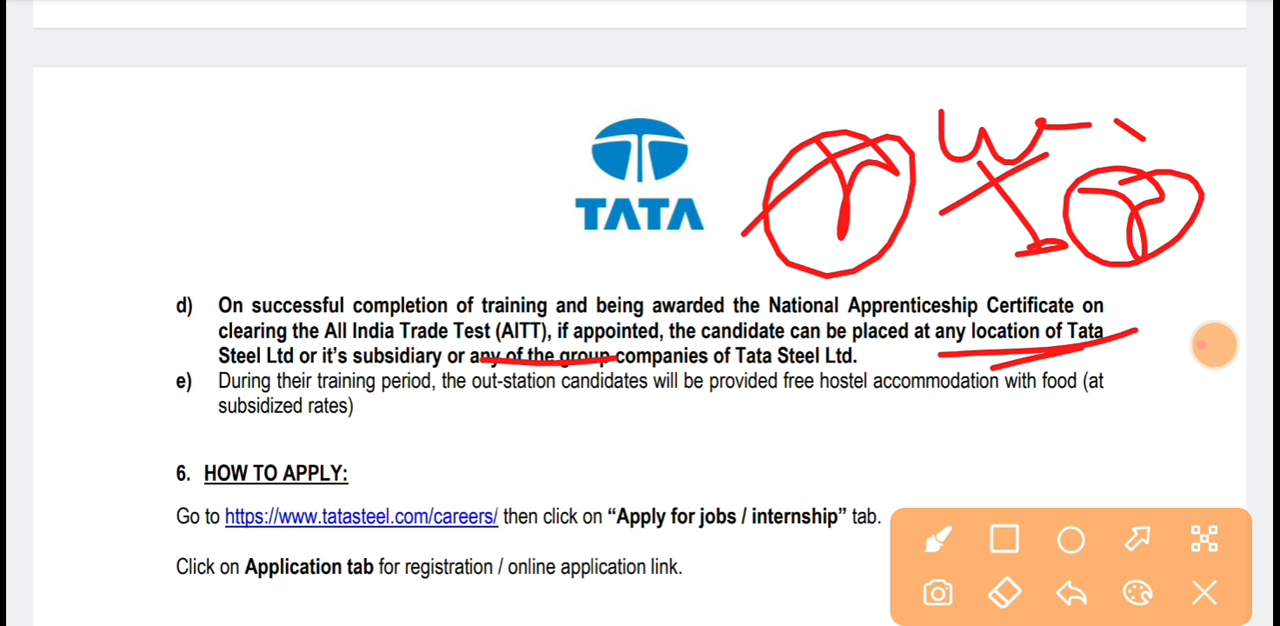 TATA
d) On successful completion of training and being awarded the National Apprenticeship Certificate on
clearing the All India Trade Test (AITT), if appointed, the candidate can be placed at any location of Tata
Steel Ltd or it's subsidiary or any of the group companies of Tata Steel Ltd.
e) During their training period, the out-station candidates will be provided free hostel accommodation with food (at
subsidized rates)
6. HOW TO APPLY:
Go to https://www.tatasteel.com/careers/ then click on “Apply for jobs / internship” tab.
Click on Application tab for registration / online application link.